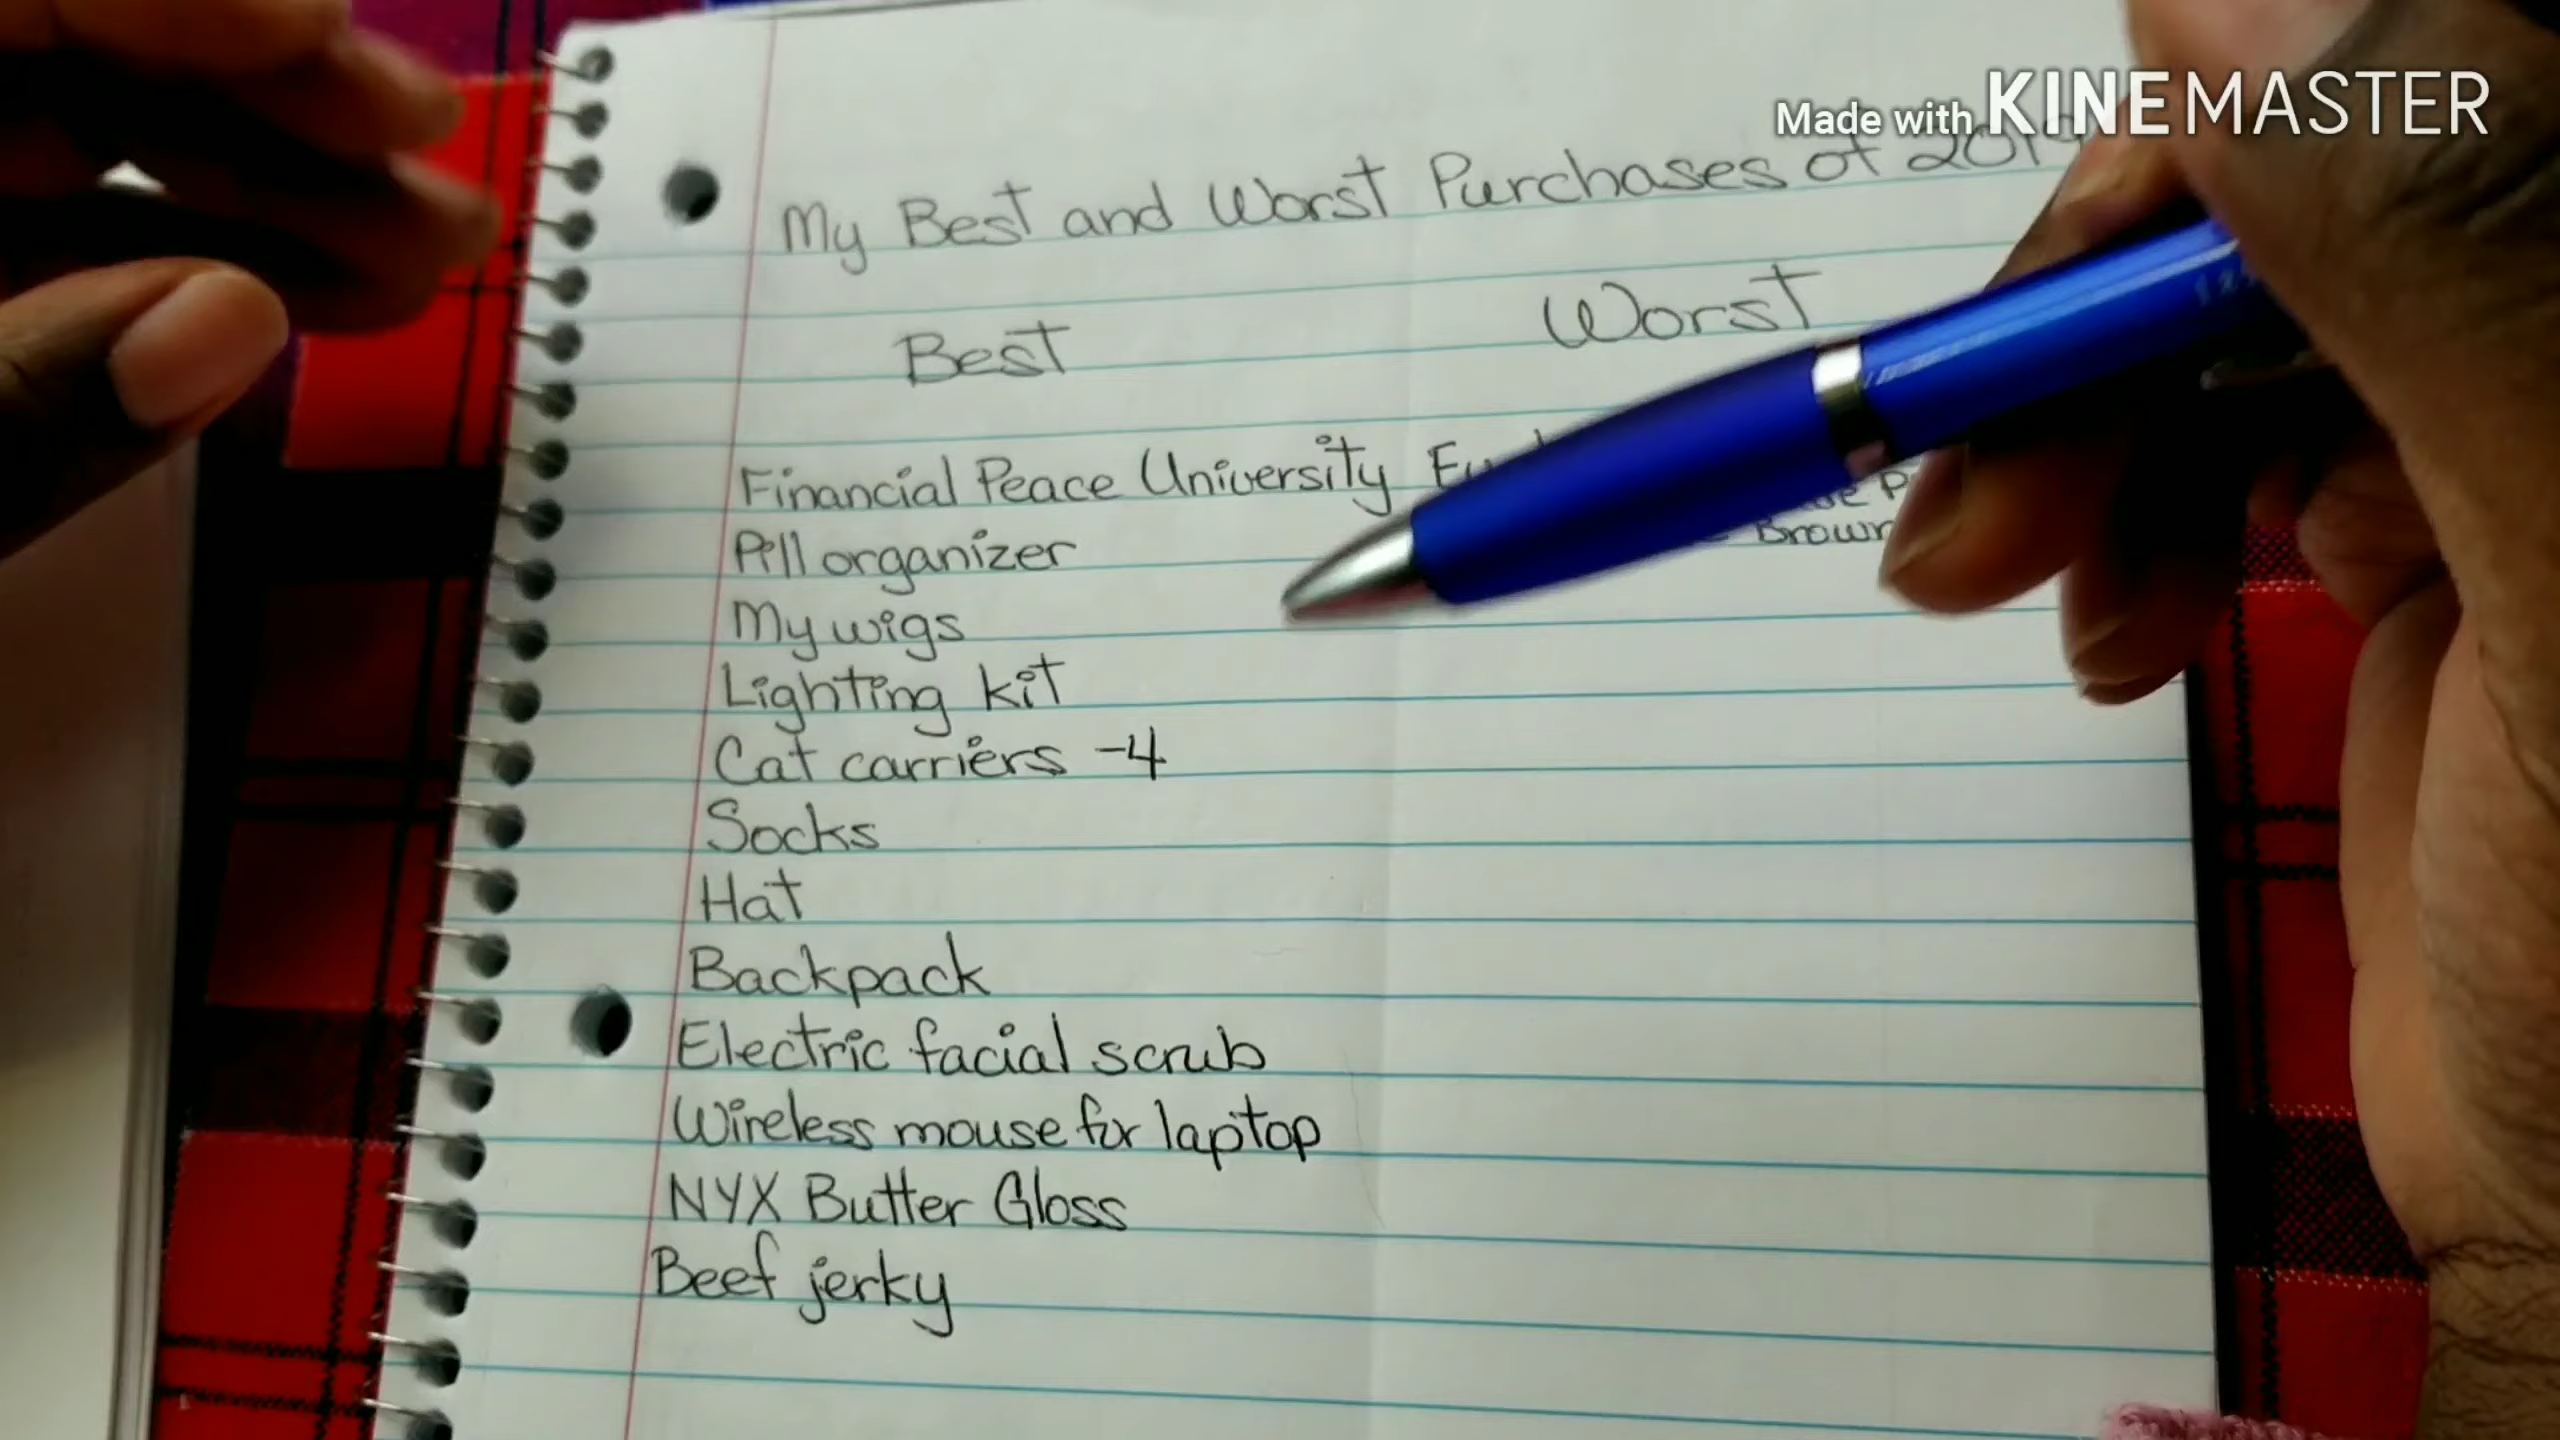 Made with KINEMASTER
My Best and Worst Purchases of 2019
Best
Worst
Financial Peace University
Pill organizer
Brown
My wigs
Lighting kit
Cat carriers -4
Socks
Hat
Backpack
Electric facial scrub
Wireless mouse for laptop
NYX Butter Gloss
Beef jerky